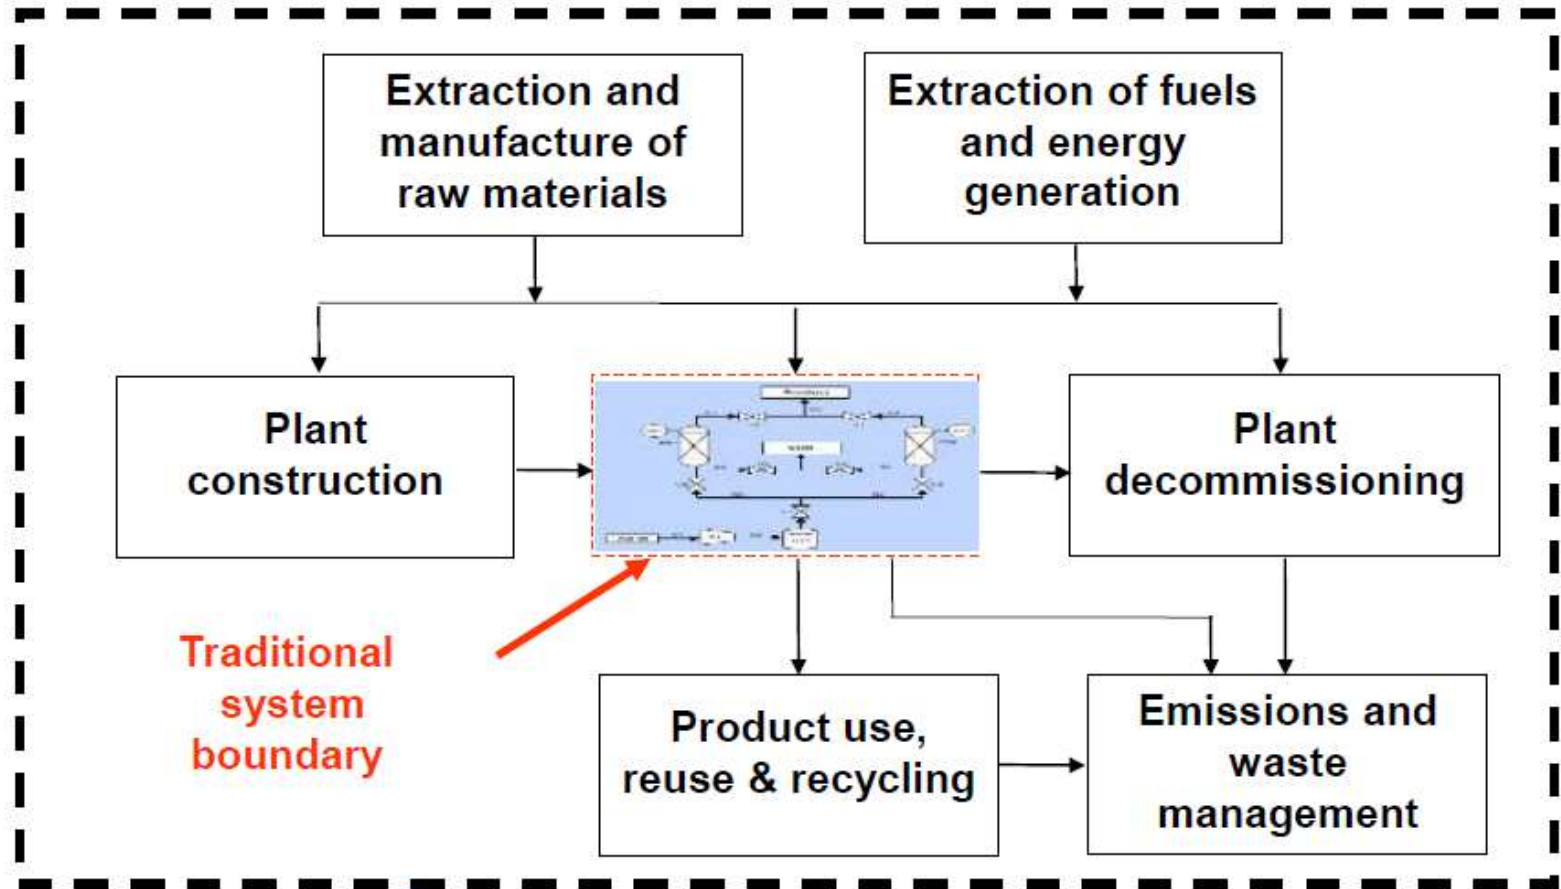 Extraction and
manufacture of
raw materials
Extraction of fuels
and energy
generation
Plant
construction
Plant
decommissioning
Traditional
system
boundary
Product use,
reuse & recycling
Emissions and
waste
management